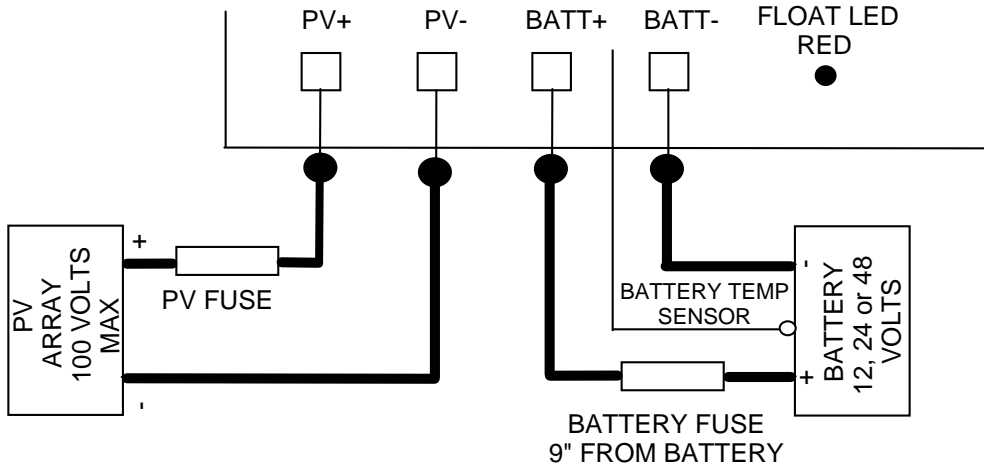 PV+
PV-
BATT+
BATT-
FLOAT LED
RED
+
PV FUSE
PV
ARRAY
100 VOLTS
MAX
-
BATTERY TEMP
SENSOR
-
BATTERY
12, 24 or 48
VOLTS
+
BATTERY FUSE
9" FROM BATTERY